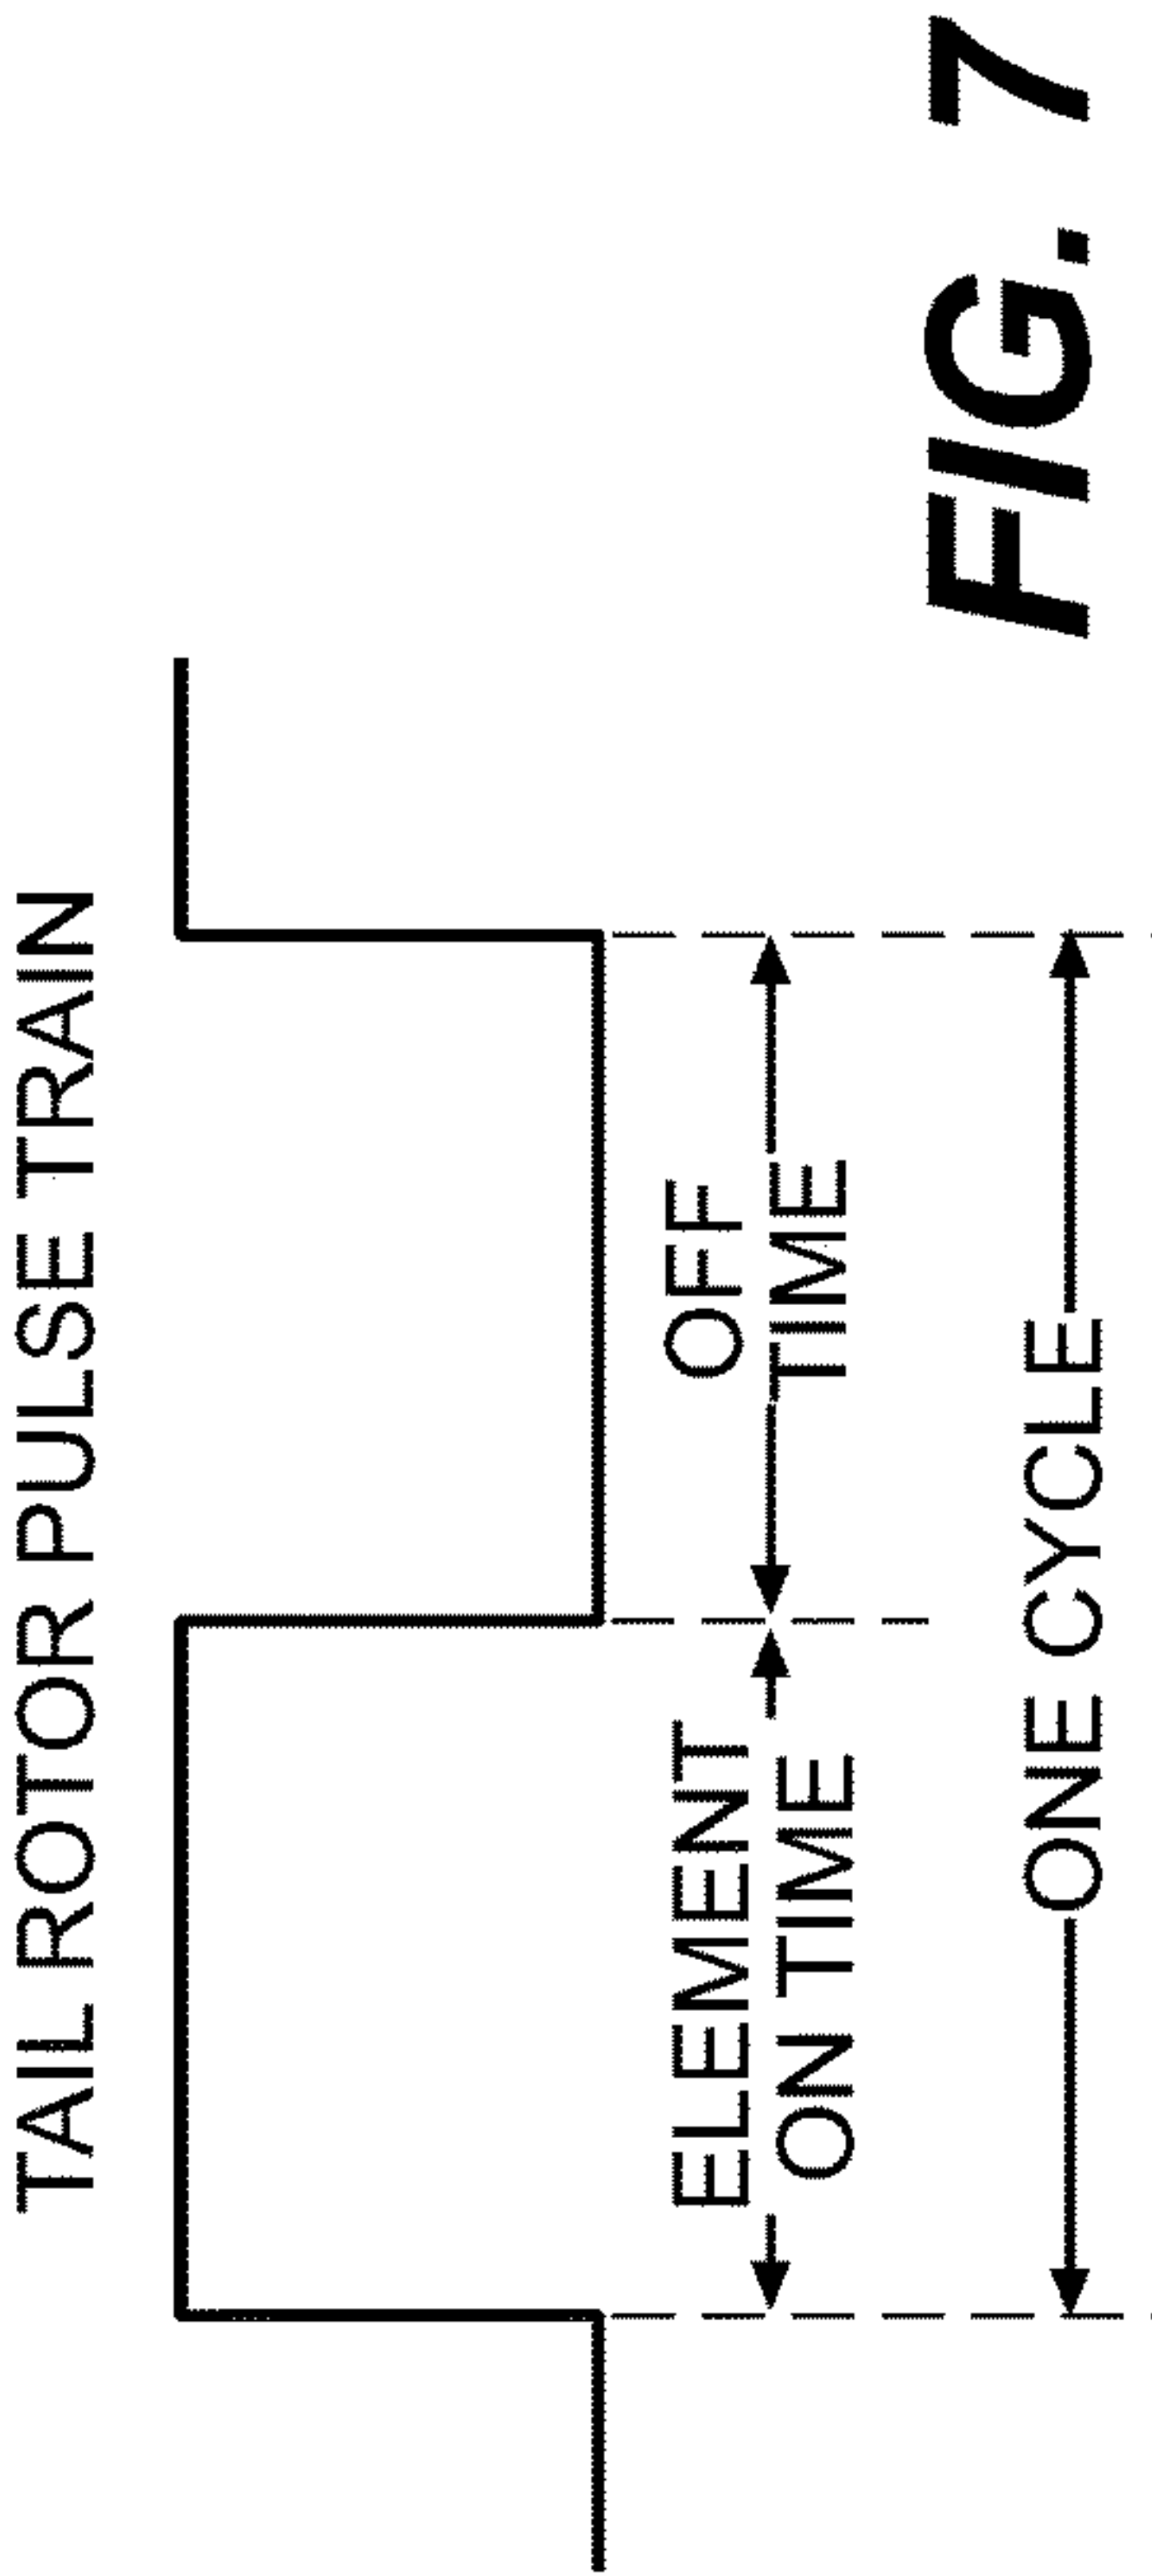 TAIL ROTOR PULSE TRAIN
ELEMENT
ON TIME
OFF
TIME
ONE CYCLE
FIG. 7